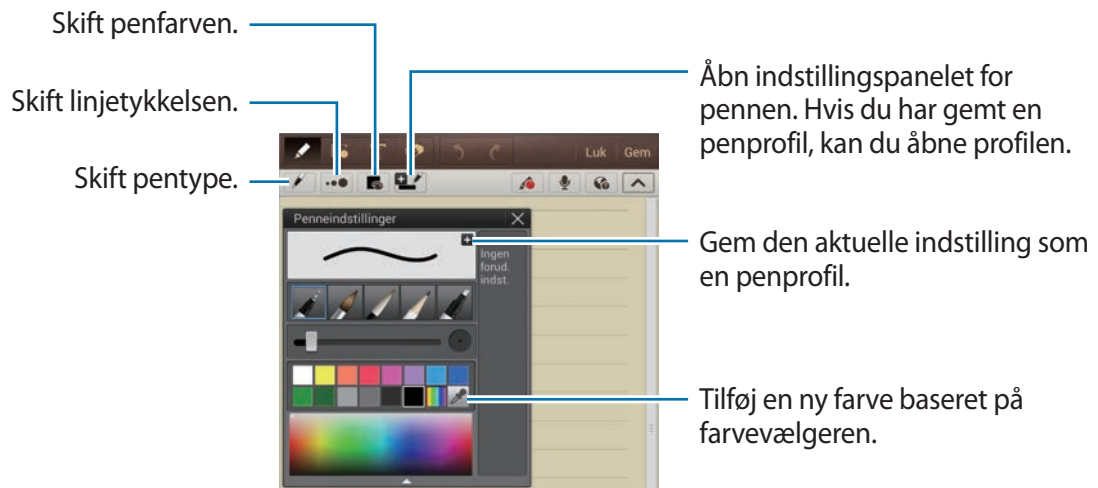 Skift penfarven.
Skift linjetykkelsen.
Skift pentype.
Åbn indstillingspanelet for
pennen. Hvis du har gemt en
penprofil, kan du åbne profilen.
Luk Gem
Penneindstillinger
Ingen
forud.
indst.
Gem den aktuelle indstilling som
en penprofil.
Tilføj en ny farve baseret på
farvevælgeren.